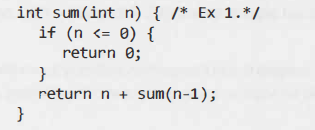 int sum(int n) { /* Ex 1.*/
    if (n <= 0) {
        return 0;
    }
    return n + sum(n-1);
}